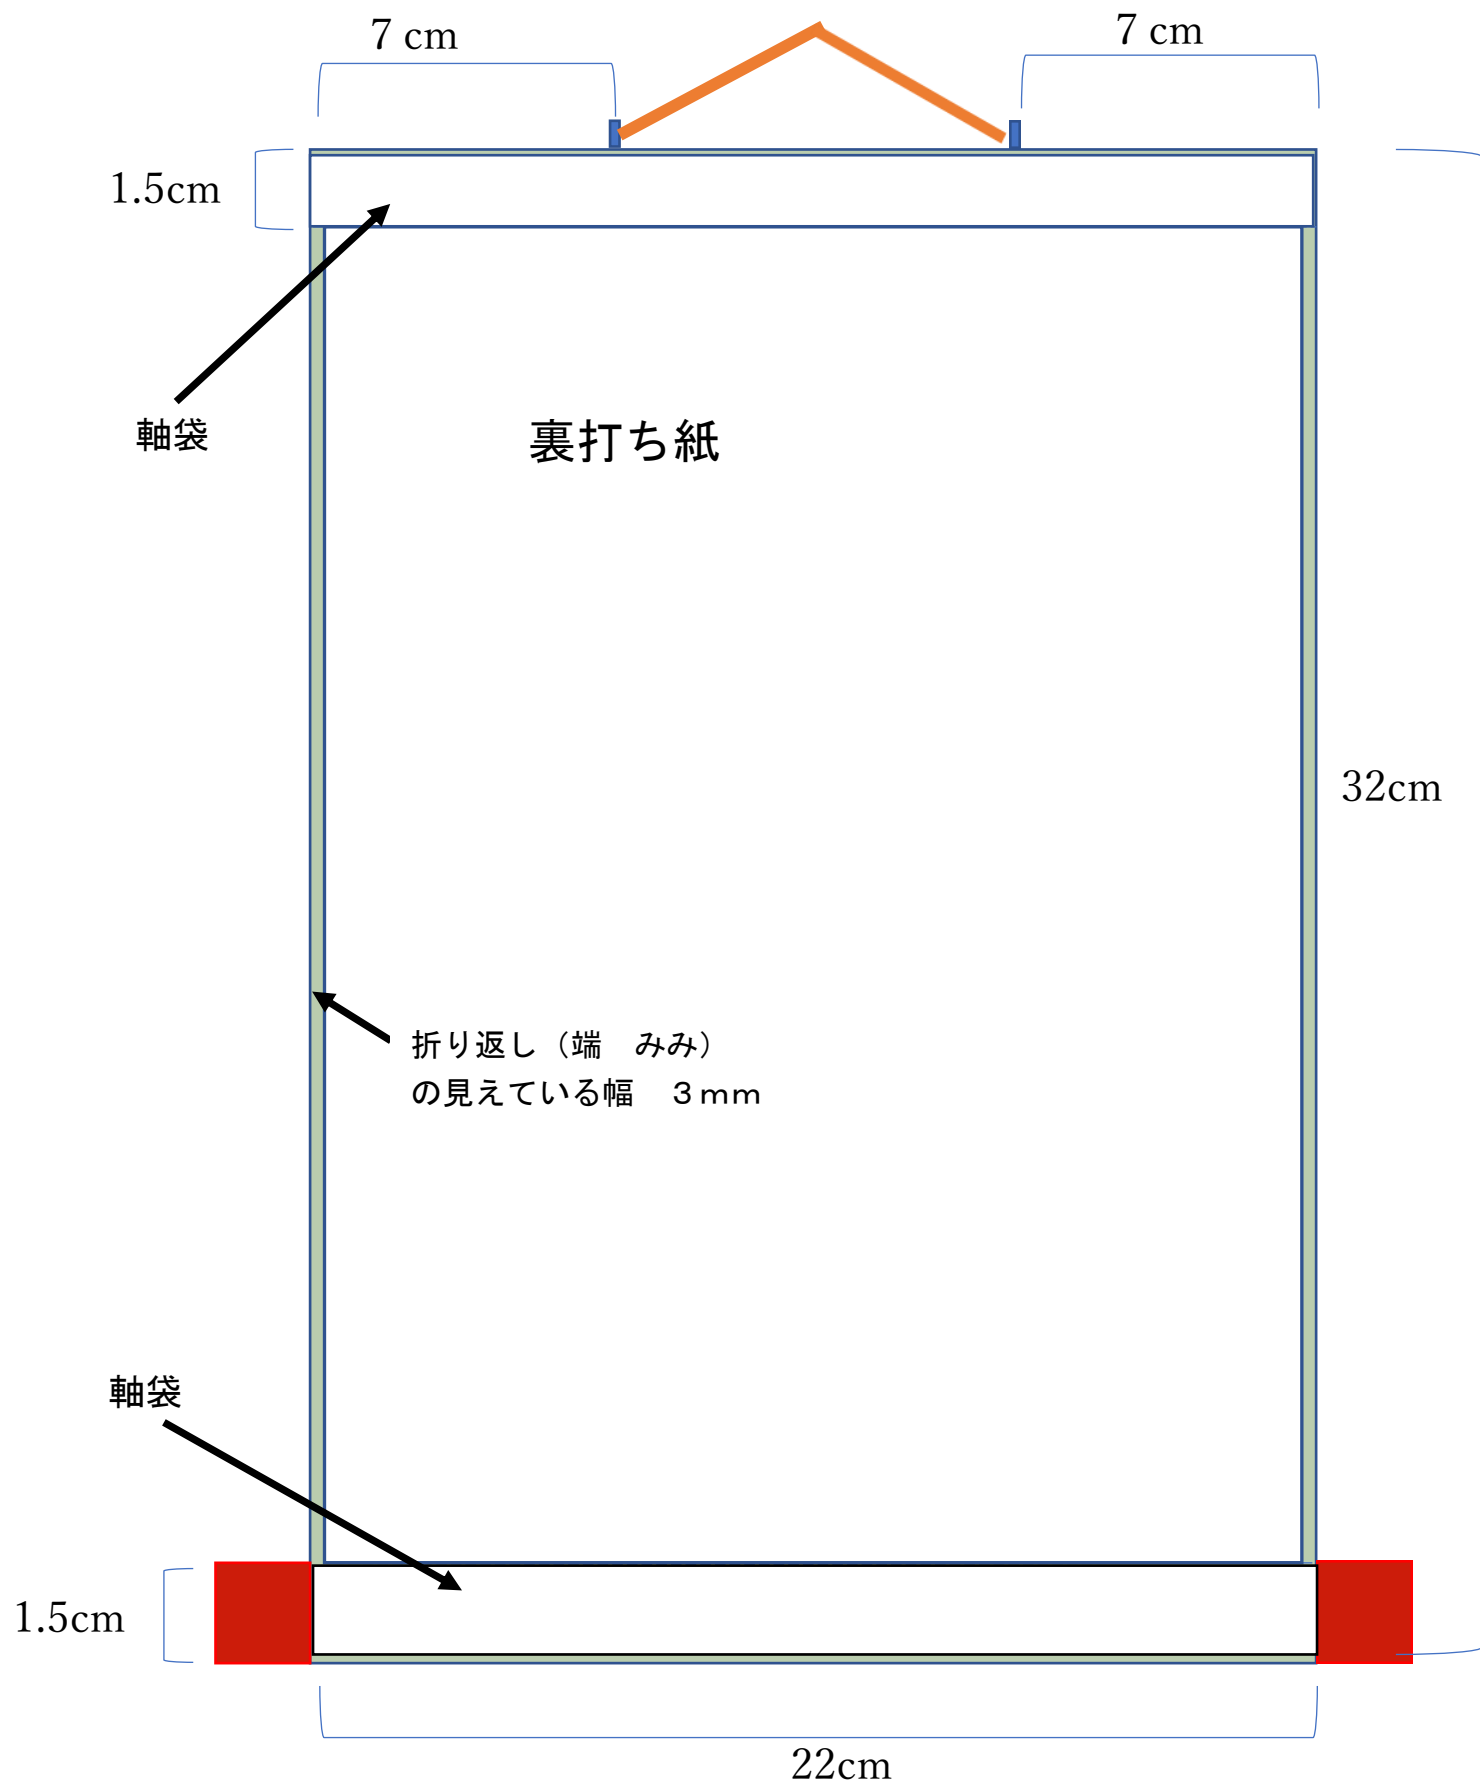 7 cm
7 cm
1.5cm
軸袋
裏打ち紙
32cm
折り返し（端　みみ）
の見えている幅　３ｍｍ
軸袋
1.5cm
22cm